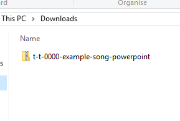 Organise
This PC > Downloads
Name
t-t-0000-example-song-powerpoint